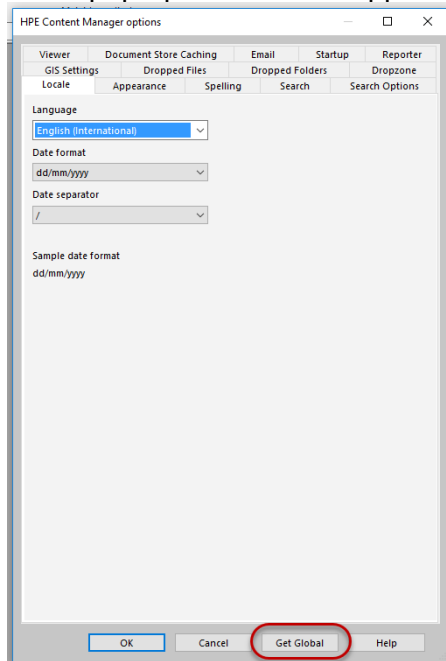 HPE Content Manager options
Viewer Document Store Caching Email Startup Reporter
GIS Settings Dropped Files Dropped Folders Dropzone
Locale Appearance Spelling Search Search Options
Language
English (International)
Date format
dd/mm/yyyy
Date separator
/
Sample date format
dd/mm/yyyy
OK Cancel Get Global Help